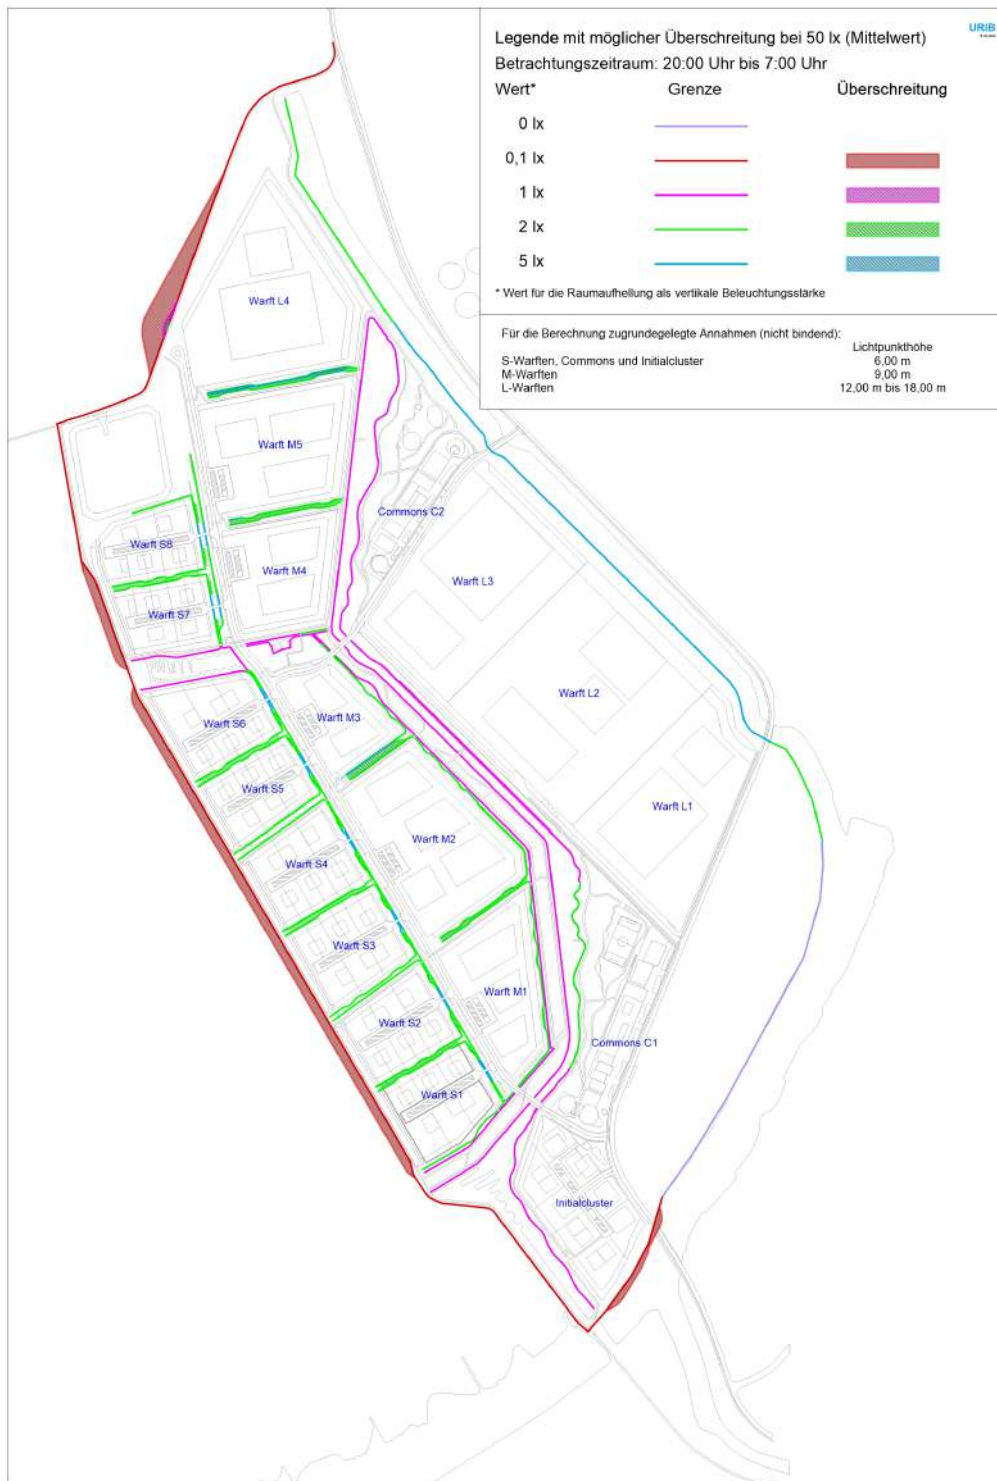 Legende mit möglicher Überschreitung bei 50 lx (Mittelwert)
URIB
Betrachtungszeitraum: 20:00 Uhr bis 7:00 Uhr
Wert* Grenze Überschreitung
0 lx
0,1 lx
1 lx
2 lx
5 lx
* Wert für die Raumaufhellung als vertikale Beleuchtungsstärke
Für die Berechnung zugrundegelegte Annahmen (nicht bindend):
Lichtpunkthöhe
S-Warften, Commons und Initialcluster 6,00 m
M-Warften 9,00 m
L-Warften 12,00 m bis 18,00 m
Warft L4
Warft M5
Commons C2
Warft S8
Warft M4
Warft L3
Warft S7
Warft L2
Warft M3
Warft S6
Warft S5
Warft L1
Warft M2
Warft S4
Warft S3
Warft M1
Warft S2
Commons C1
Warft S1
Initialcluster